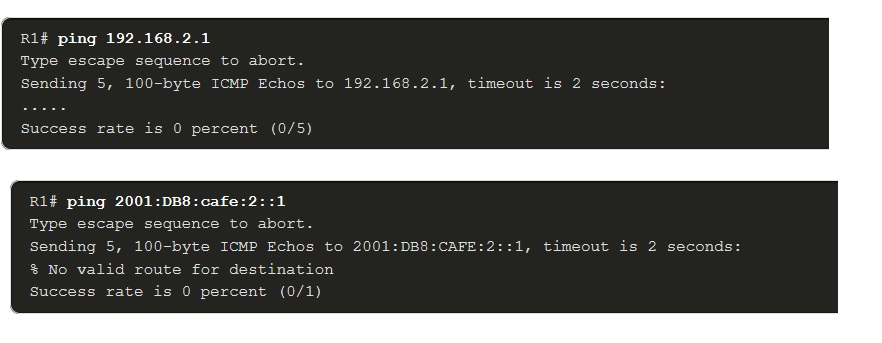 R1# ping 192.168.2.1
Type escape sequence to abort.
Sending 5, 100-byte ICMP Echos to 192.168.2.1, timeout is 2 seconds:
.....
Success rate is 0 percent (0/5)
R1# ping 2001:DB8:cafe:2::1
Type escape sequence to abort.
Sending 5, 100-byte ICMP Echos to 2001:DB8:CAFE:2::1, timeout is 2 seconds:
% No valid route for destination
Success rate is 0 percent (0/1)